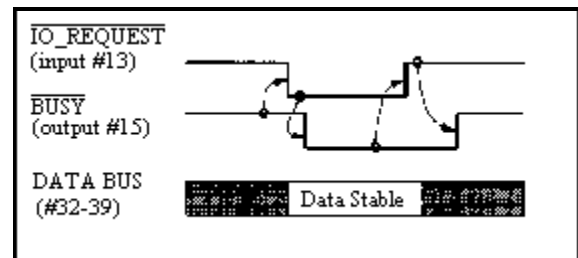 IO_REQUEST
(input #13)
BUSY
(output #15)
DATA BUS
(#32-39)
Data Stable